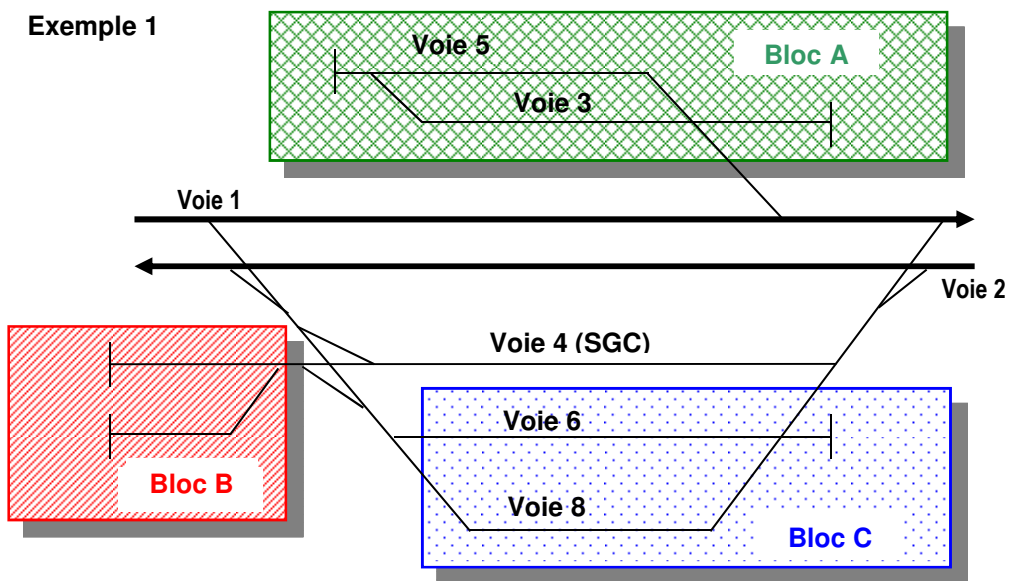 Exemple 1
Voie 5
Bloc A
Voie 3
Voie 1
Voie 2
Voie 4 (SGC)
Voie 6
Bloc B
Voie 8
Bloc C